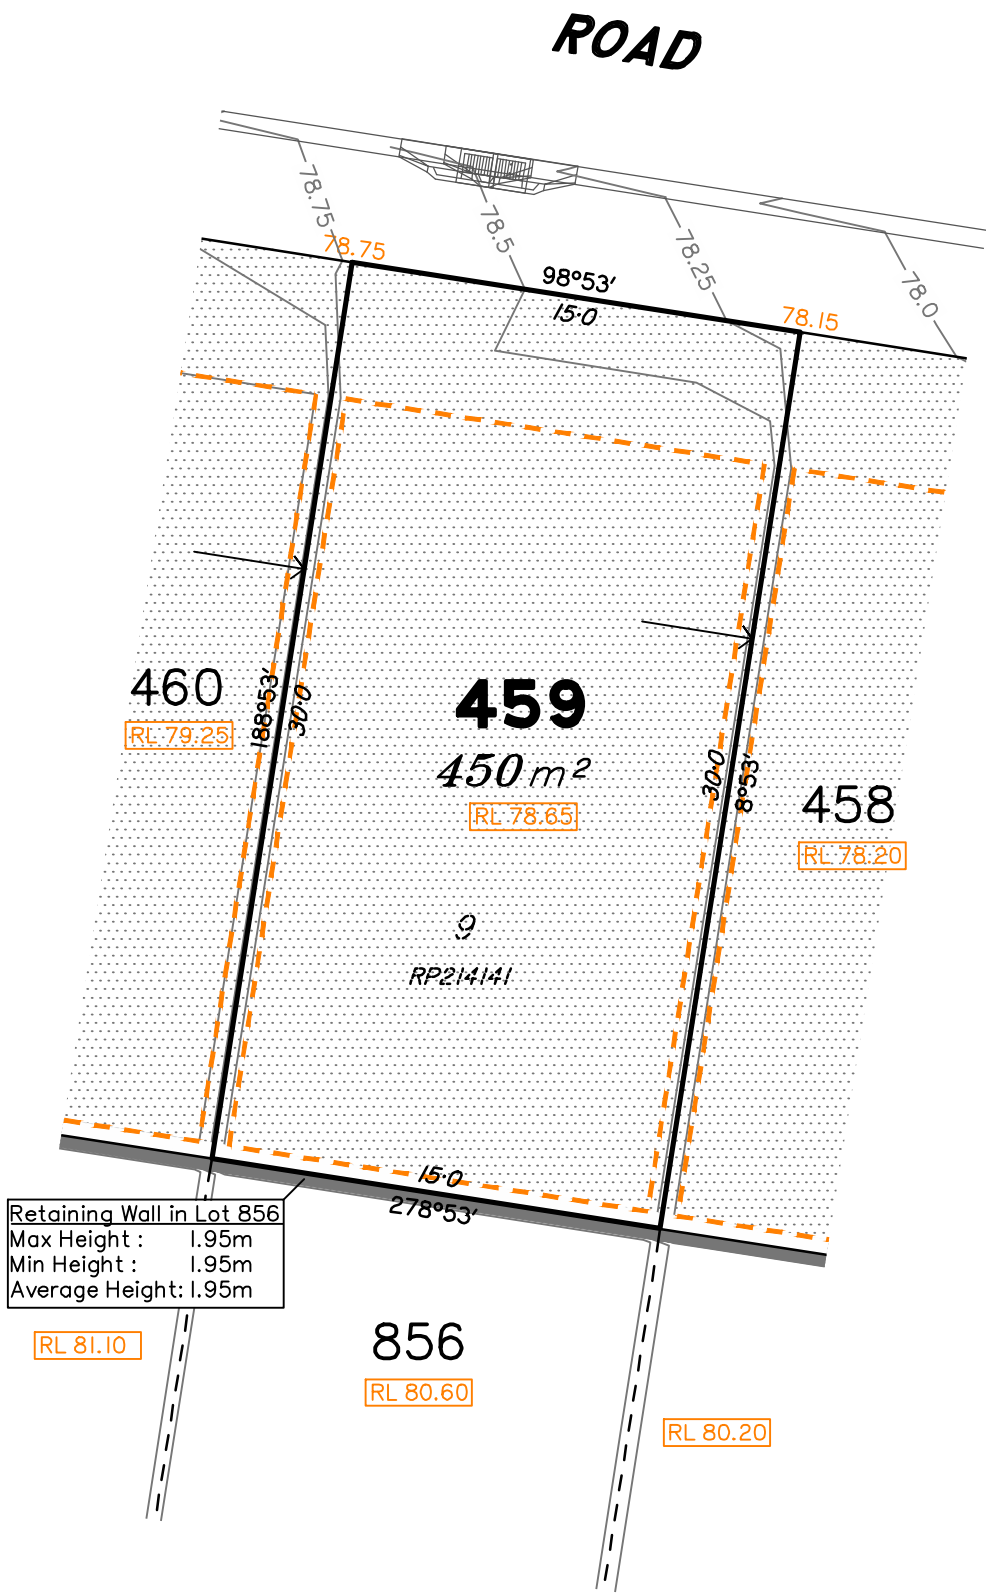 ROAD
78.75
78.5
78.25
78.0
78.75
98°53'
15·0
78.15
460
RL 79.25
188°53'
30·0
459
450 m²
RL 78.65
30·0
8°53'
458
RL 78.20
9
RP214141
15·0
278°53'
Retaining Wall in Lot 856
Max Height : 1.95m
Min Height : 1.95m
Average Height: 1.95m
RL 81.10
856
RL 80.60
RL 80.20